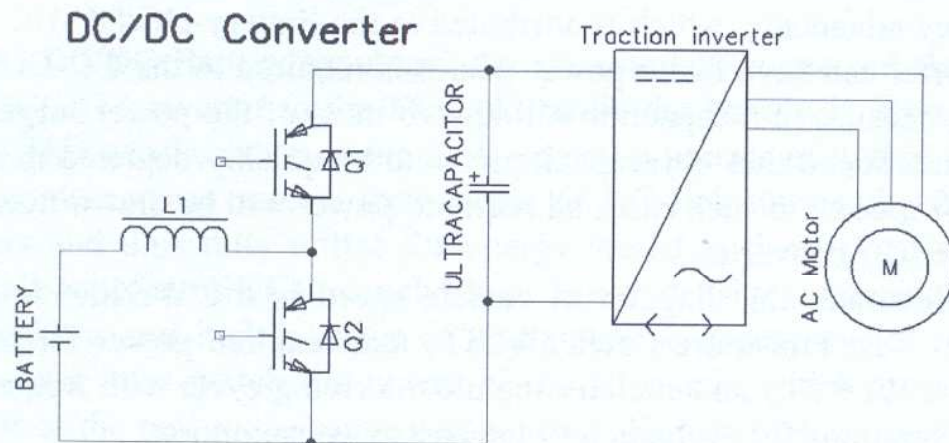 DC/DC Converter
Traction inverter
Q1
ULTRACAPACITOR
+
L1
BATTERY
Q2
AC Motor
M